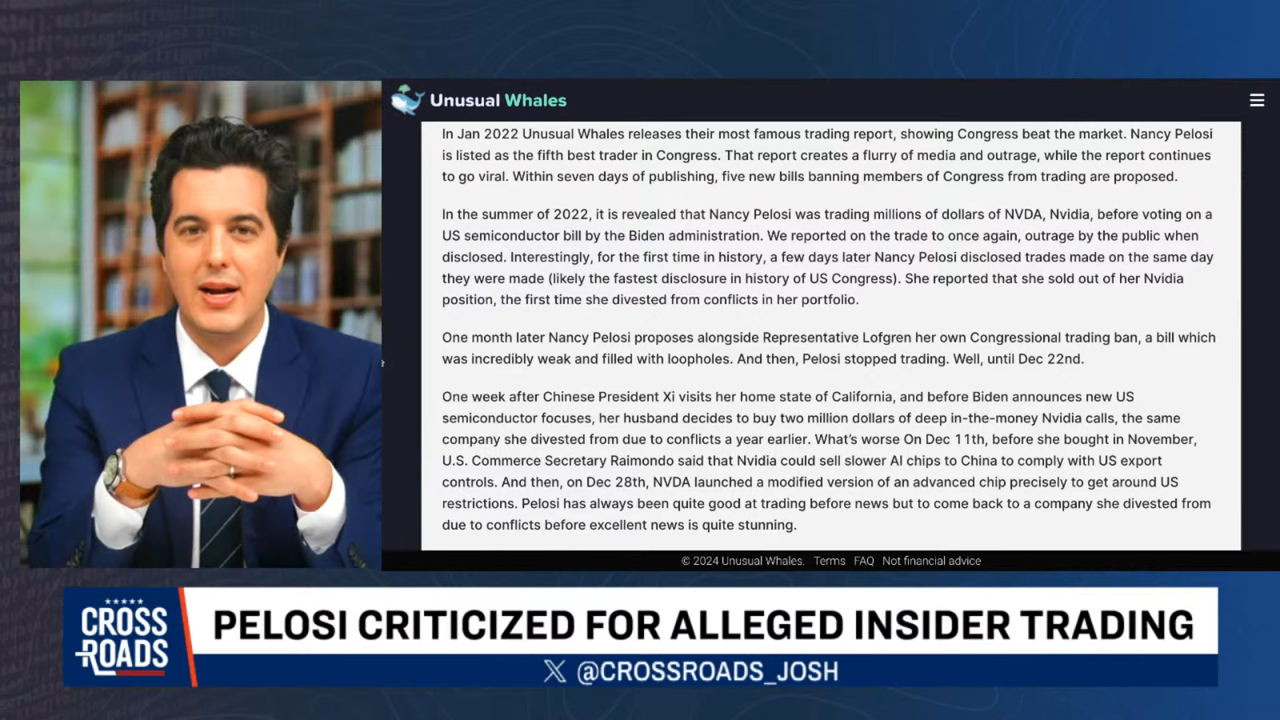 Unusual Whales
In Jan 2022 Unusual Whales releases their most famous trading report, showing Congress beat the market. Nancy Pelosi
is listed as the fifth best trader in Congress. That report creates a flurry of media and outrage, while the report continues
to go viral. Within seven days of publishing, five new bills banning members of Congress from trading are proposed.
In the summer of 2022, it is revealed that Nancy Pelosi was trading millions of dollars of NVDA, Nvidia, before voting on a
US semiconductor bill by the Biden administration. We reported on the trade to once again, outrage by the public when
disclosed. Interestingly, for the first time in history, a few days later Nancy Pelosi disclosed trades made on the same day
they were made (likely the fastest disclosure in history of US Congress). She reported that she sold out of her Nvidia
position, the first time she divested from conflicts in her portfolio.
One month later Nancy Pelosi proposes alongside Representative Lofgren her own Congressional trading ban, a bill which
was incredibly weak and filled with loopholes. And then, Pelosi stopped trading. Well, until Dec 22nd.
One week after Chinese President Xi visits her home state of California, and before Biden announces new US
semiconductor focuses, her husband decides to buy two million dollars of deep in-the-money Nvidia calls, the same
company she divested from due to conflicts a year earlier. What's worse On Dec 11th, before she bought in November,
U.S. Commerce Secretary Raimondo said that Nvidia could sell slower AI chips to China to comply with US export
controls. And then, on Dec 28th, NVDA launched a modified version of an advanced chip precisely to get around US
restrictions. Pelosi has always been quite good at trading before news but to come back to a company she divested from
due to conflicts before excellent news is quite stunning.
© 2024 Unusual Whales. Terms FAQ Not financial advice
CROSS
ROADS
PELOSI CRITICIZED FOR ALLEGED INSIDER TRADING
X @CROSSROADS_JOSH